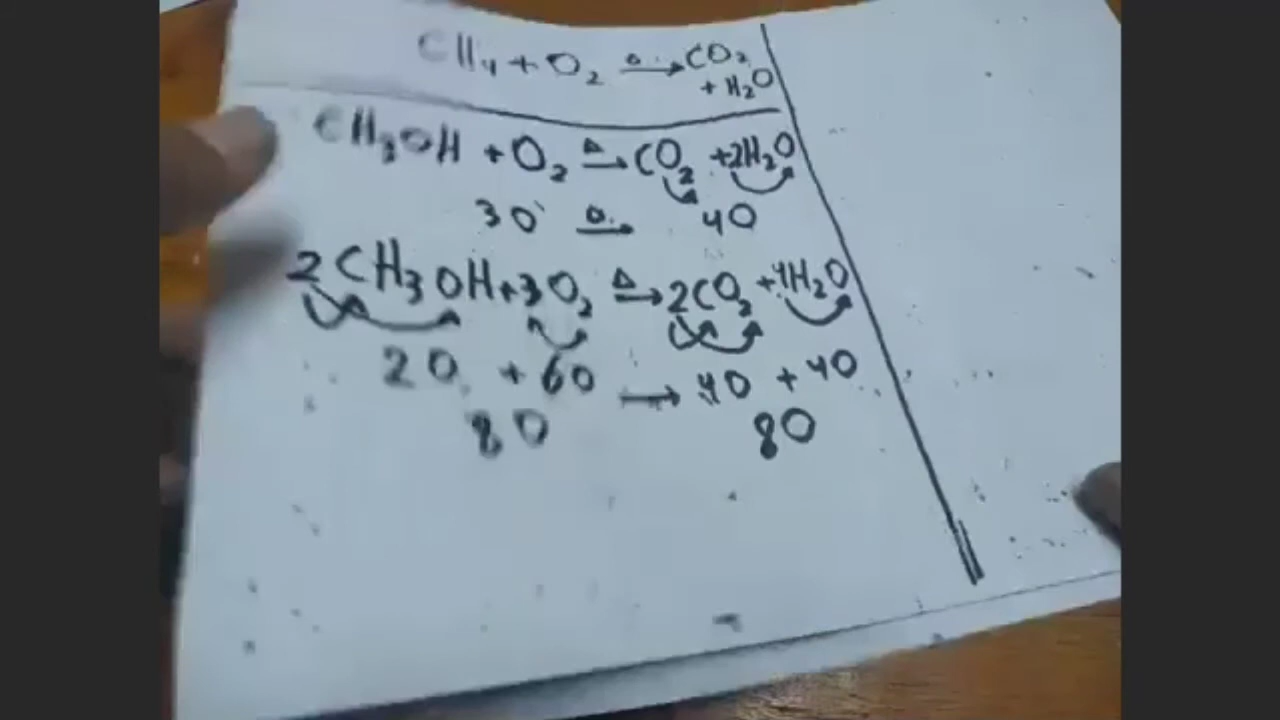 CH₄ + O₂ →Δ CO₂
+ H₂O
CH₃OH + O₂ →Δ CO₂ + 2H₂O
3O →Δ 4O
2CH₃OH + 3O₂ →Δ 2CO₂ + 4H₂O
2O + 6O → 4O + 4O
8O 8O